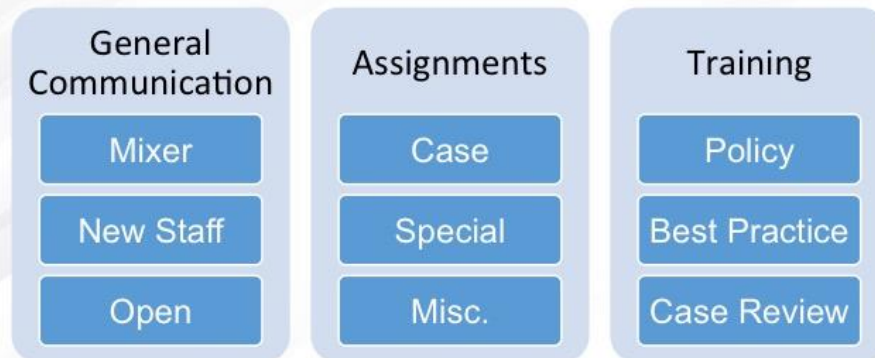 General
Communication
Mixer
New Staff
Open
Assignments
Case
Special
Misc.
Training
Policy
Best Practice
Case Review